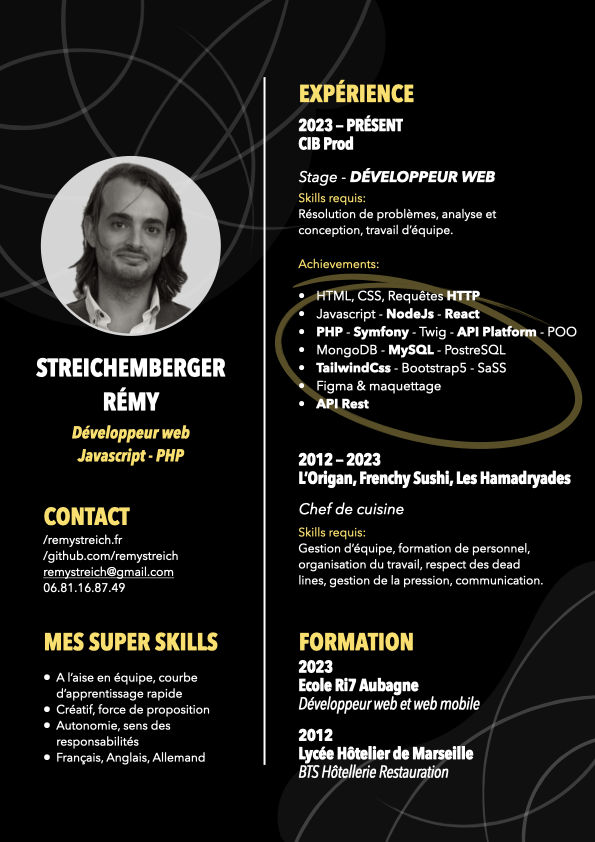 STREICHEMBERGER
RÉMY
Développeur web
Javascript - PHP
CONTACT
/remystreich.fr
/github.com/remystreich
remystreich@gmail.com
06.81.16.87.49
MES SUPER SKILLS
• A l’aise en équipe, courbe
d’apprentissage rapide
• Créatif, force de proposition
• Autonomie, sens des
responsabilités
• Français, Anglais, Allemand
EXPÉRIENCE
2023 – PRÉSENT
CIB Prod
Stage - DÉVELOPPEUR WEB
Skills requis:
Résolution de problèmes, analyse et
conception, travail d’équipe.
Achievements:
• HTML, CSS, Requêtes HTTP
• Javascript - NodeJs - React
• PHP - Symfony - Twig - API Platform - POO
• MongoDB - MySQL - PostreSQL
• TailwindCss - Bootstrap5 - SaSS
• Figma & maquettage
• API Rest
2012 – 2023
L’Origan, Frenchy Sushi, Les Hamadryades
Chef de cuisine
Skills requis:
Gestion d’équipe, formation de personnel,
organisation du travail, respect des dead
lines, gestion de la pression, communication.
FORMATION
2023
Ecole Ri7 Aubagne
Développeur web et web mobile
2012
Lycée Hôtelier de Marseille
BTS Hôtellerie Restauration